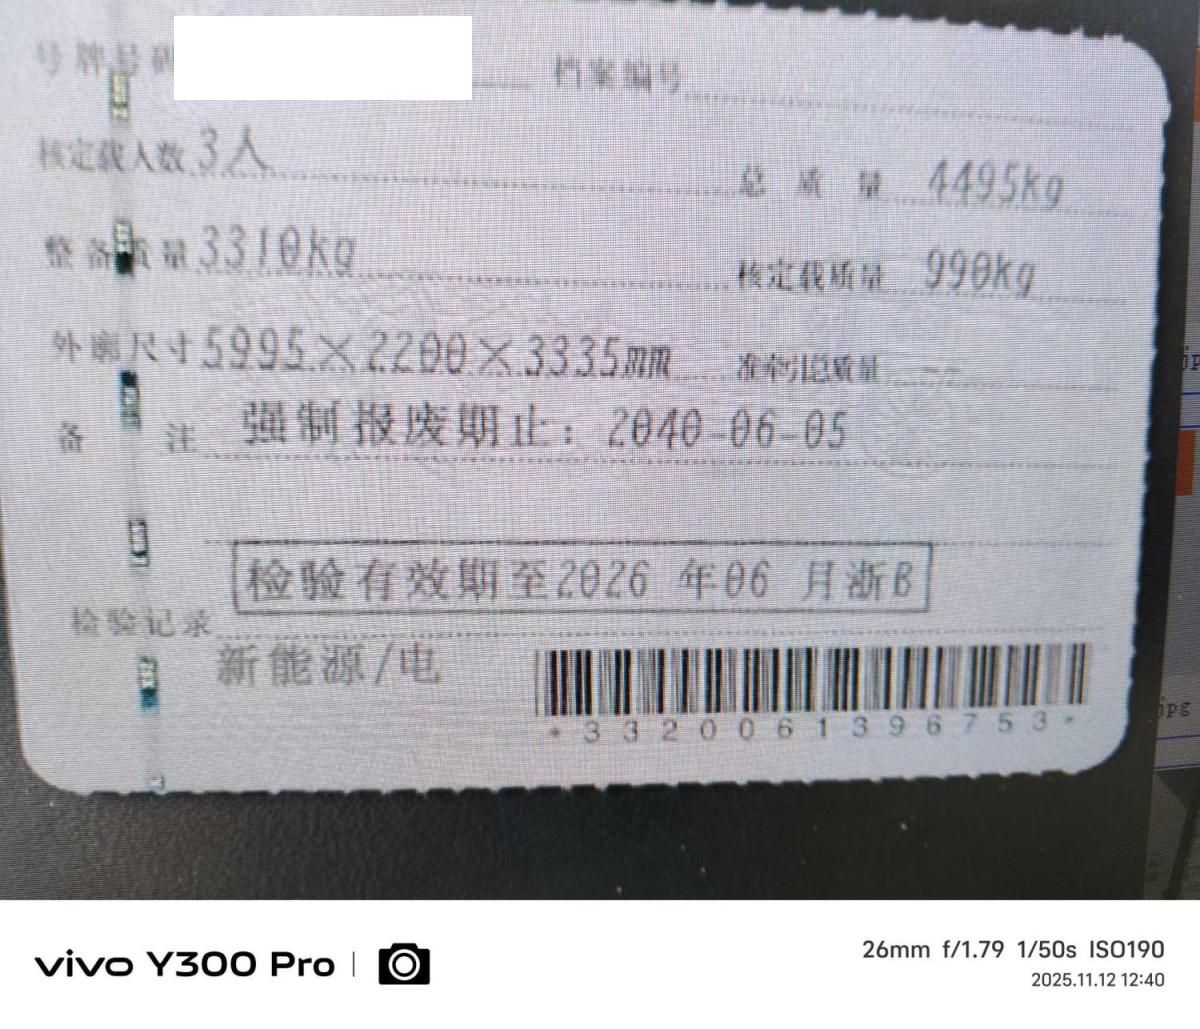 号牌号码 档案编号
核定载人数 3人 总质量 4495kg
整备质量 3310kg 核定载质量 990kg
外廓尺寸 5995×2200×3335mm 准牵引总质量 --
备注 强制报废期止：2040-06-05
检验有效期至2026 年06 月浙B
检验记录
新能源/电
*3320061396753*
jp
jpg
vivo Y300 Pro
26mm f/1.79 1/50s ISO190
2025.11.12 12:40